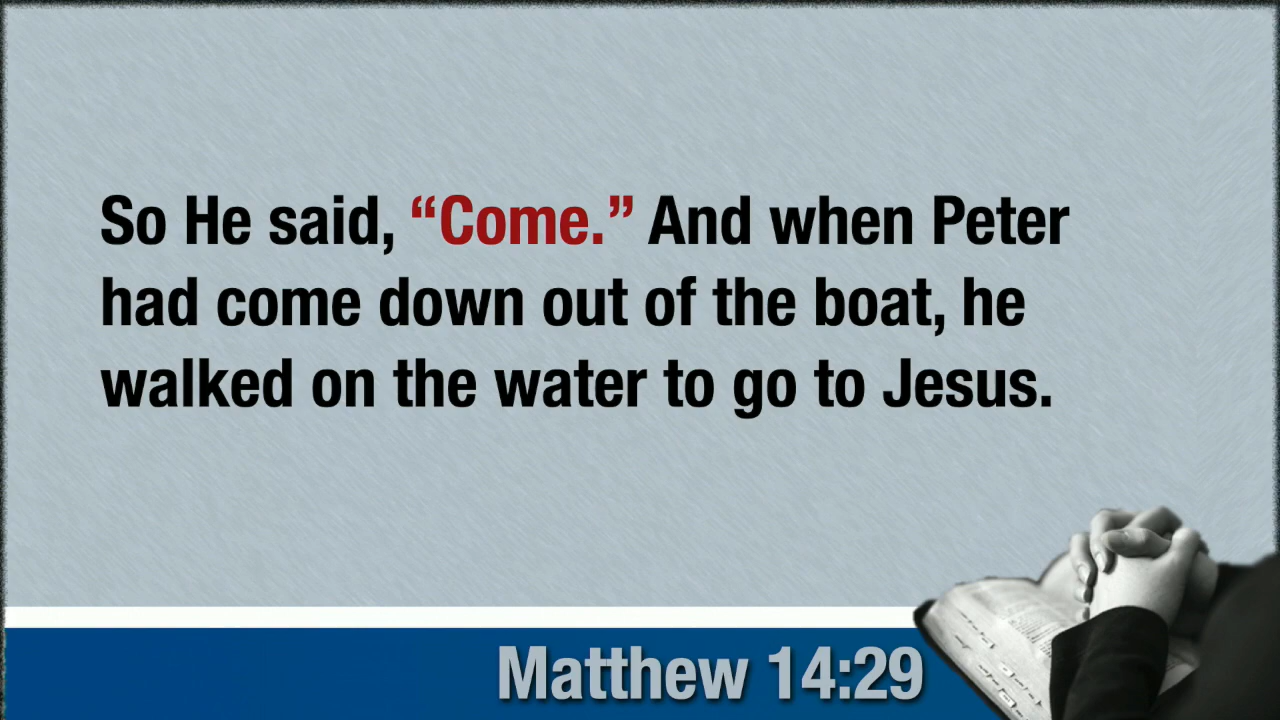 So He said, “Come.” And when Peter
had come down out of the boat, he
walked on the water to go to Jesus.
Matthew 14:29